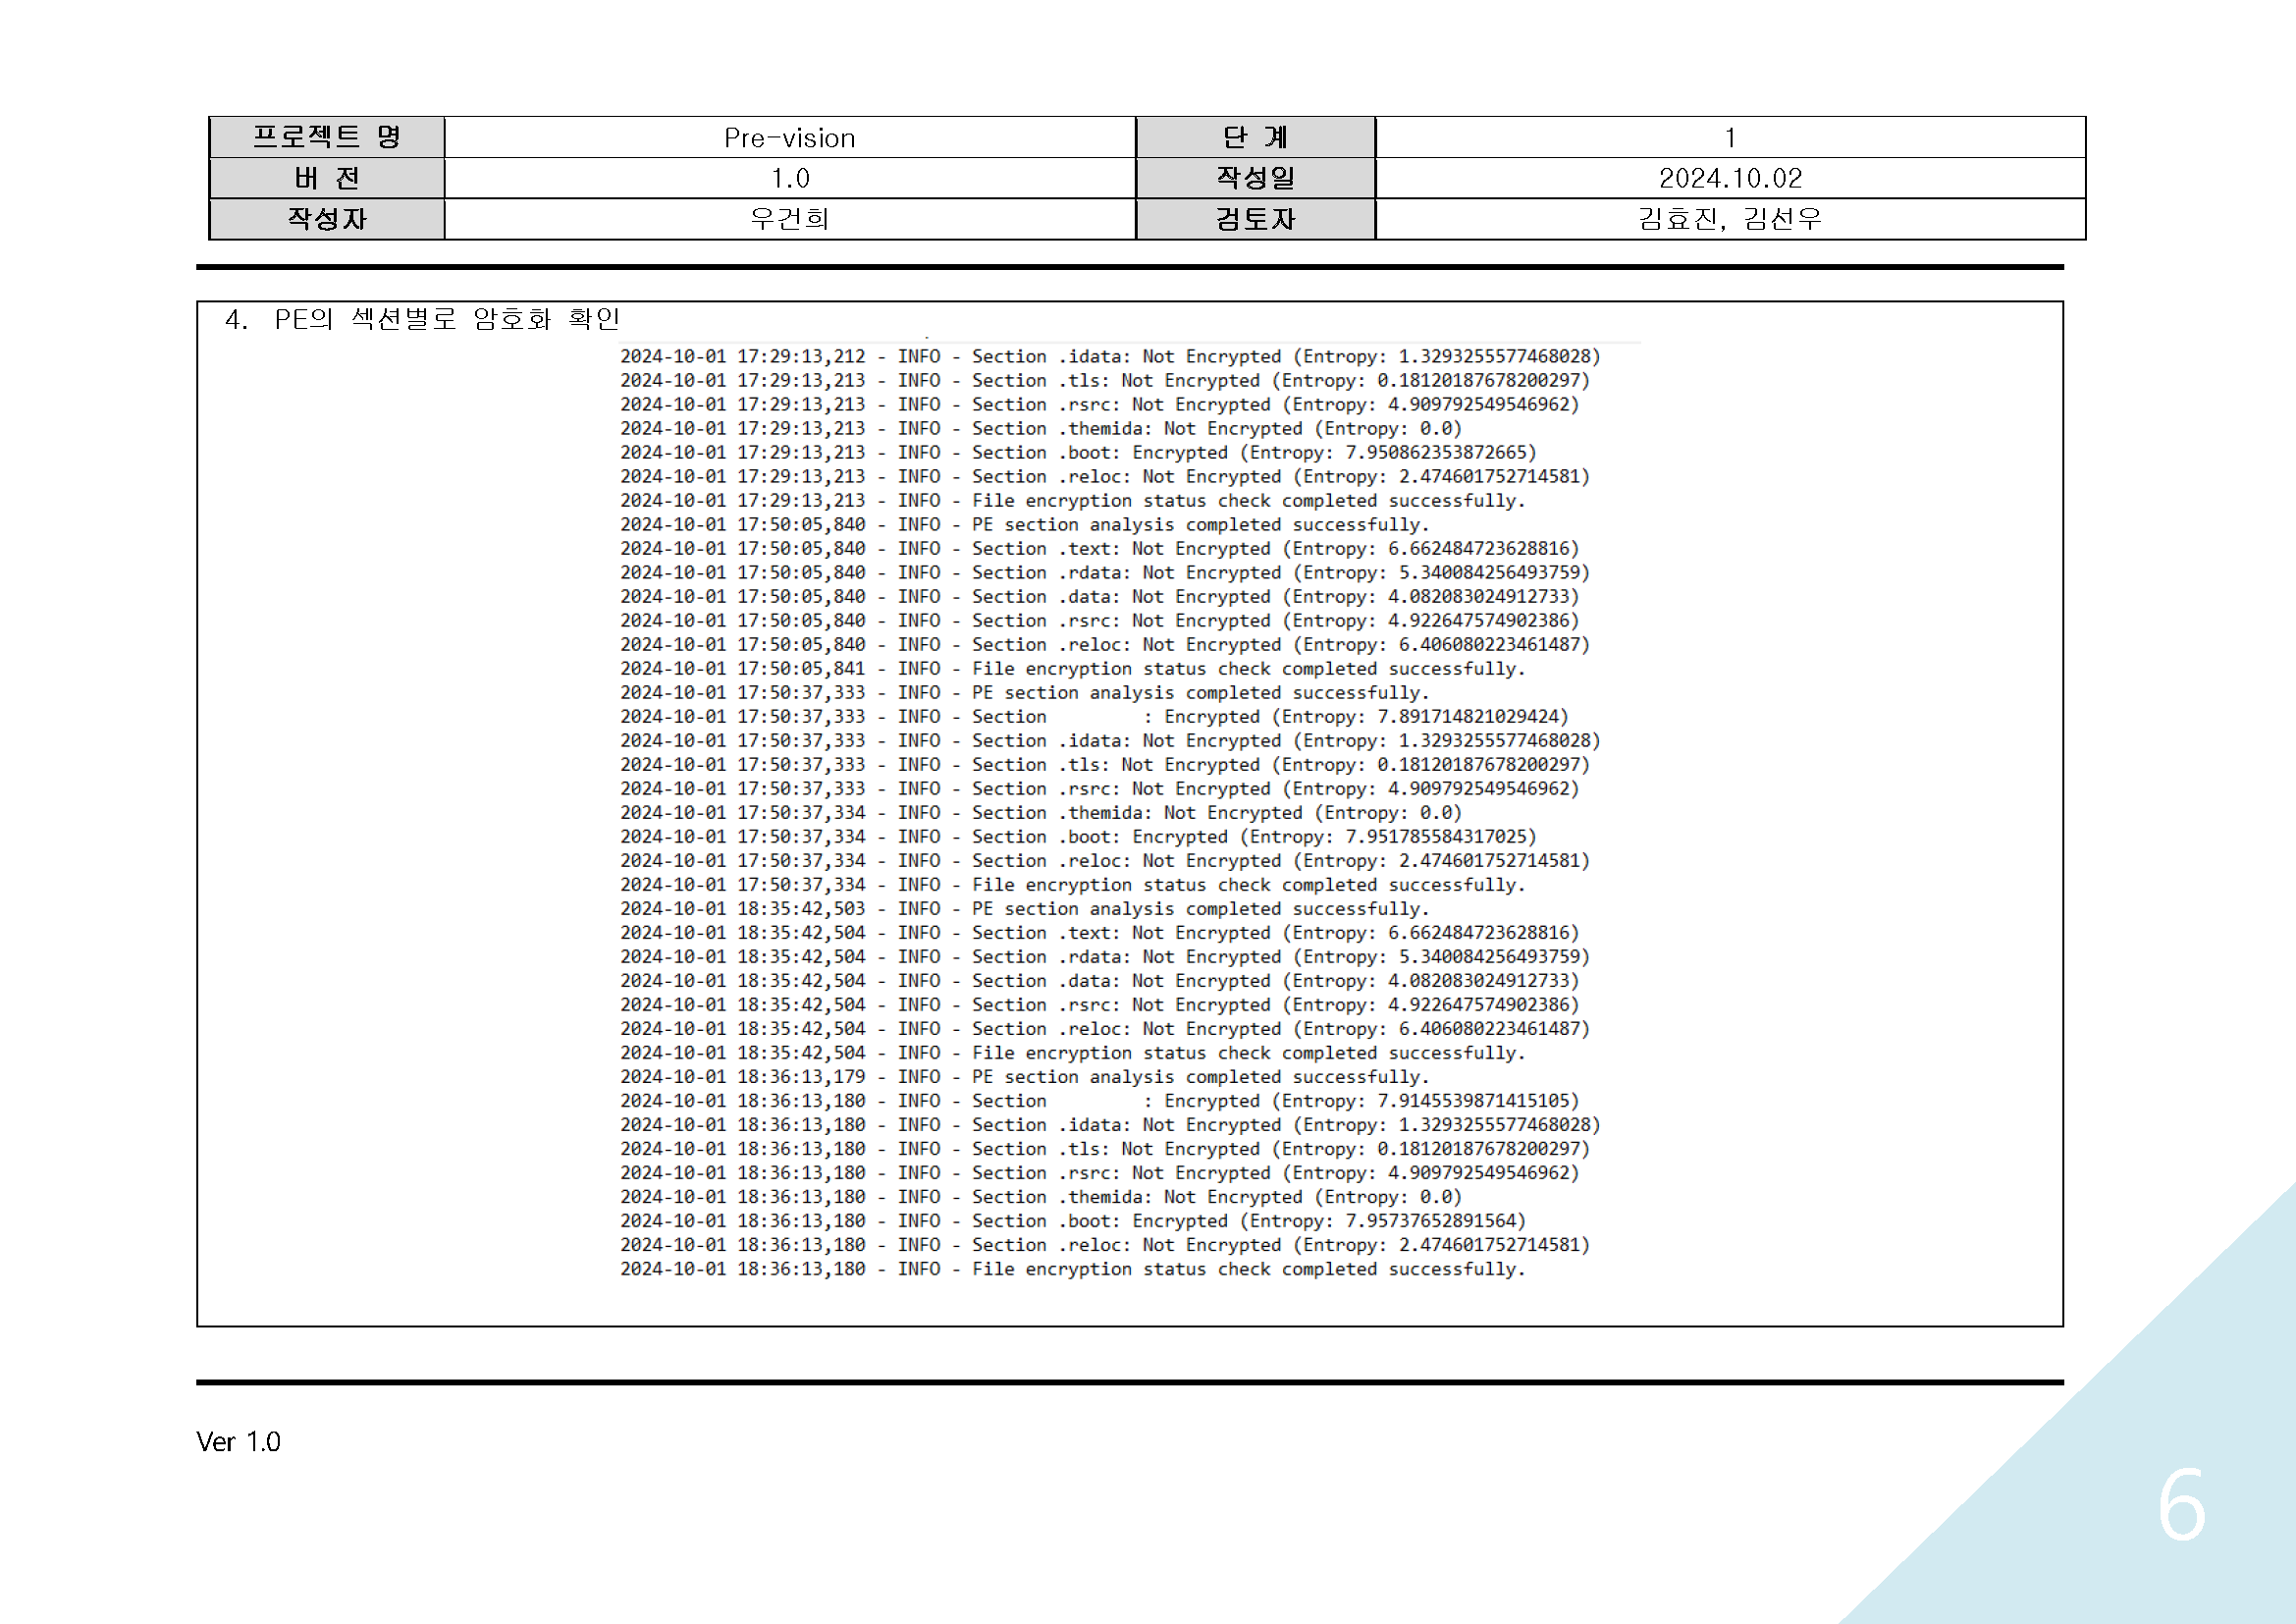 프로젝트 명 Pre-vision 단 계 1
버 전 1.0 작성일 2024.10.02
작성자 우건희 검토자 김효진, 김선우
4. PE의 섹션별로 암호화 확인
2024-10-01 17:29:13,212 - INFO - Section .idata: Not Encrypted (Entropy: 1.3293255577468028)
2024-10-01 17:29:13,213 - INFO - Section .tls: Not Encrypted (Entropy: 0.18120187678200297)
2024-10-01 17:29:13,213 - INFO - Section .rsrc: Not Encrypted (Entropy: 4.909792549546962)
2024-10-01 17:29:13,213 - INFO - Section .themida: Not Encrypted (Entropy: 0.0)
2024-10-01 17:29:13,213 - INFO - Section .boot: Encrypted (Entropy: 7.950862353872665)
2024-10-01 17:29:13,213 - INFO - Section .reloc: Not Encrypted (Entropy: 2.474601752714581)
2024-10-01 17:29:13,213 - INFO - File encryption status check completed successfully.
2024-10-01 17:50:05,840 - INFO - PE section analysis completed successfully.
2024-10-01 17:50:05,840 - INFO - Section .text: Not Encrypted (Entropy: 6.662484723628816)
2024-10-01 17:50:05,840 - INFO - Section .rdata: Not Encrypted (Entropy: 5.340084256493759)
2024-10-01 17:50:05,840 - INFO - Section .data: Not Encrypted (Entropy: 4.082083024912733)
2024-10-01 17:50:05,840 - INFO - Section .rsrc: Not Encrypted (Entropy: 4.922647574902386)
2024-10-01 17:50:05,840 - INFO - Section .reloc: Not Encrypted (Entropy: 6.406080223461487)
2024-10-01 17:50:05,841 - INFO - File encryption status check completed successfully.
2024-10-01 17:50:37,333 - INFO - PE section analysis completed successfully.
2024-10-01 17:50:37,333 - INFO - Section         : Encrypted (Entropy: 7.891714821029424)
2024-10-01 17:50:37,333 - INFO - Section .idata: Not Encrypted (Entropy: 1.3293255577468028)
2024-10-01 17:50:37,333 - INFO - Section .tls: Not Encrypted (Entropy: 0.18120187678200297)
2024-10-01 17:50:37,333 - INFO - Section .rsrc: Not Encrypted (Entropy: 4.909792549546962)
2024-10-01 17:50:37,334 - INFO - Section .themida: Not Encrypted (Entropy: 0.0)
2024-10-01 17:50:37,334 - INFO - Section .boot: Encrypted (Entropy: 7.951785584317025)
2024-10-01 17:50:37,334 - INFO - Section .reloc: Not Encrypted (Entropy: 2.474601752714581)
2024-10-01 17:50:37,334 - INFO - File encryption status check completed successfully.
2024-10-01 18:35:42,503 - INFO - PE section analysis completed successfully.
2024-10-01 18:35:42,504 - INFO - Section .text: Not Encrypted (Entropy: 6.662484723628816)
2024-10-01 18:35:42,504 - INFO - Section .rdata: Not Encrypted (Entropy: 5.340084256493759)
2024-10-01 18:35:42,504 - INFO - Section .data: Not Encrypted (Entropy: 4.082083024912733)
2024-10-01 18:35:42,504 - INFO - Section .rsrc: Not Encrypted (Entropy: 4.922647574902386)
2024-10-01 18:35:42,504 - INFO - Section .reloc: Not Encrypted (Entropy: 6.406080223461487)
2024-10-01 18:35:42,504 - INFO - File encryption status check completed successfully.
2024-10-01 18:36:13,179 - INFO - PE section analysis completed successfully.
2024-10-01 18:36:13,180 - INFO - Section         : Encrypted (Entropy: 7.9145539871415105)
2024-10-01 18:36:13,180 - INFO - Section .idata: Not Encrypted (Entropy: 1.3293255577468028)
2024-10-01 18:36:13,180 - INFO - Section .tls: Not Encrypted (Entropy: 0.18120187678200297)
2024-10-01 18:36:13,180 - INFO - Section .rsrc: Not Encrypted (Entropy: 4.909792549546962)
2024-10-01 18:36:13,180 - INFO - Section .themida: Not Encrypted (Entropy: 0.0)
2024-10-01 18:36:13,180 - INFO - Section .boot: Encrypted (Entropy: 7.95737652891564)
2024-10-01 18:36:13,180 - INFO - Section .reloc: Not Encrypted (Entropy: 2.474601752714581)
2024-10-01 18:36:13,180 - INFO - File encryption status check completed successfully.
Ver 1.0
6